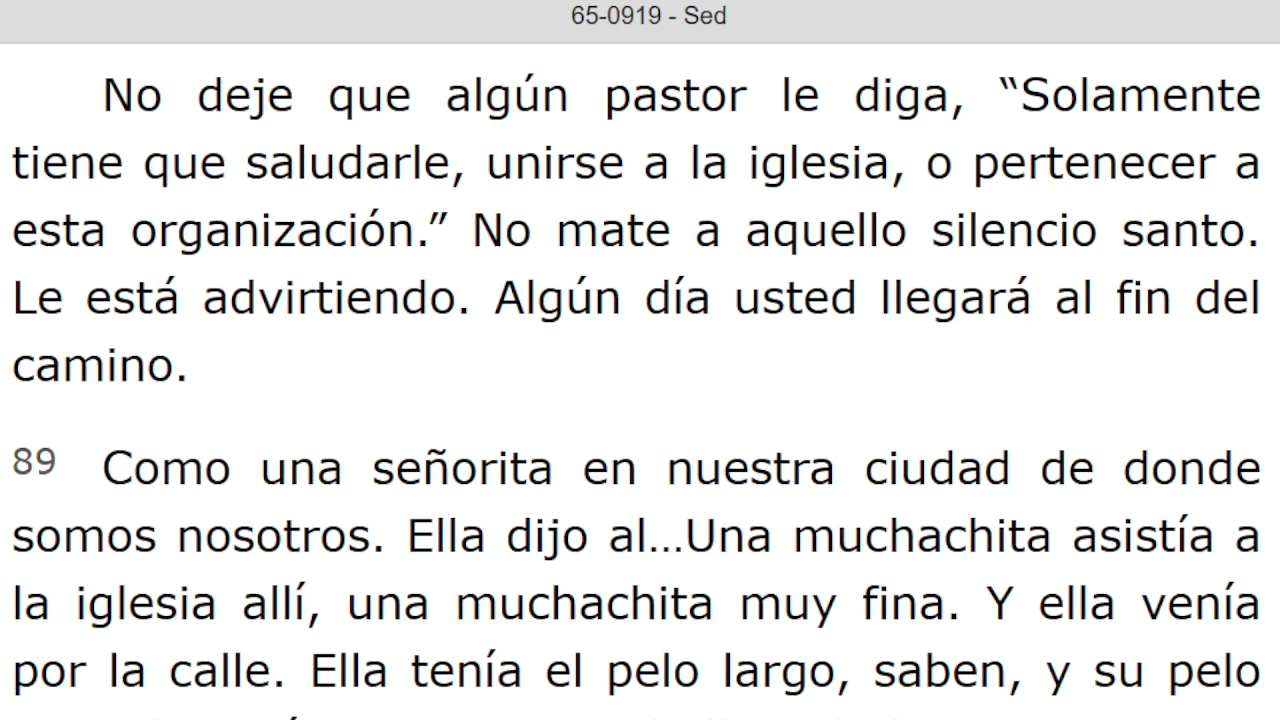 65-0919 - Sed
No deje que algún pastor le diga, “Solamente
tiene que saludarle, unirse a la iglesia, o pertenecer a
esta organización.” No mate a aquello silencio santo.
Le está advirtiendo. Algún día usted llegará al fin del
camino.
89 Como una señorita en nuestra ciudad de donde
somos nosotros. Ella dijo al…Una muchachita asistía a
la iglesia allí, una muchachita muy fina. Y ella venía
por la calle. Ella tenía el pelo largo, saben, y su pelo